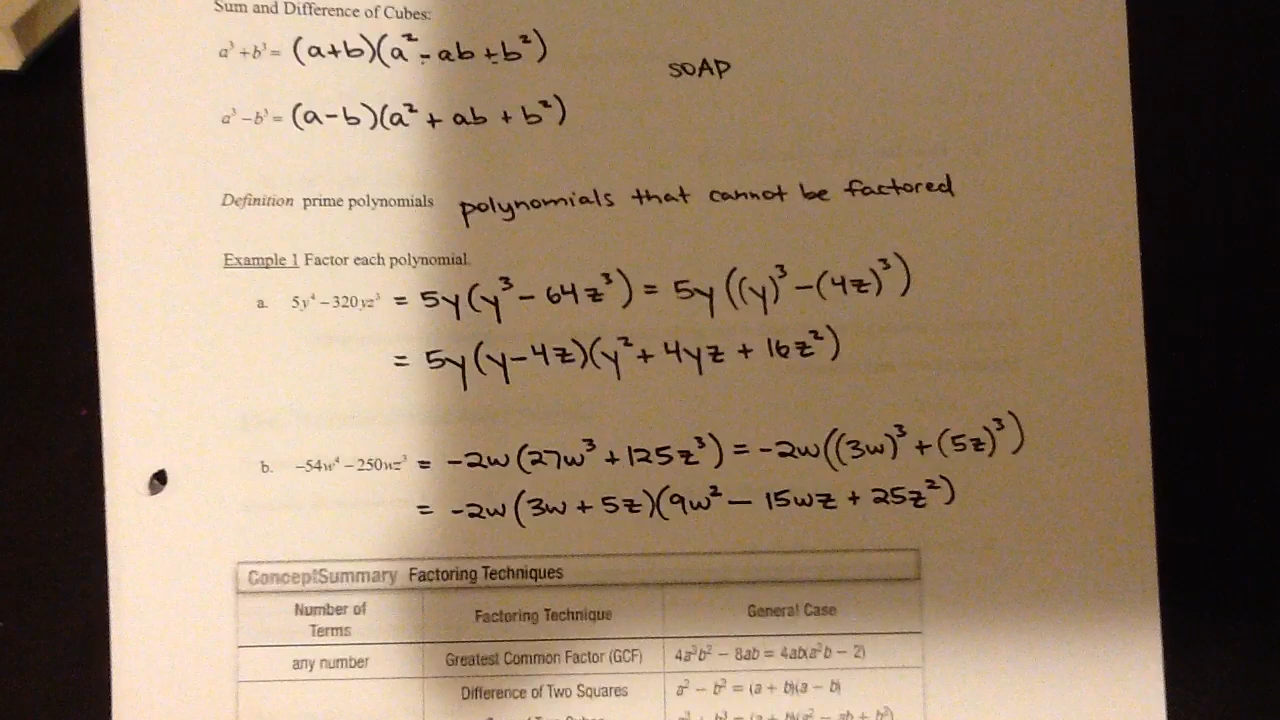 Sum and Difference of Cubes:
a³ + b³ = (a+b)(a² - ab + b²)
SOAP
a³ - b³ = (a-b)(a² + ab + b²)
Definition prime polynomials polynomials that cannot be factored
Example 1 Factor each polynomial.
a. 5y⁴ - 320yz³ = 5y(y³ - 64z³) = 5y((y)³ - (4z)³)
= 5y(y-4z)(y² + 4yz + 16z²)
b. -54w⁴ - 250wz³ = -2w(27w³ + 125z³) = -2w((3w)³ + (5z)³)
= -2w(3w + 5z)(9w² - 15wz + 25z²)
ConceptSummary Factoring Techniques
Number of Terms Factoring Technique General Case
any number Greatest Common Factor (GCF) 4a³b² - 8ab = 4ab(a²b - 2)
Difference of Two Squares a² - b² = (a + b)(a - b)